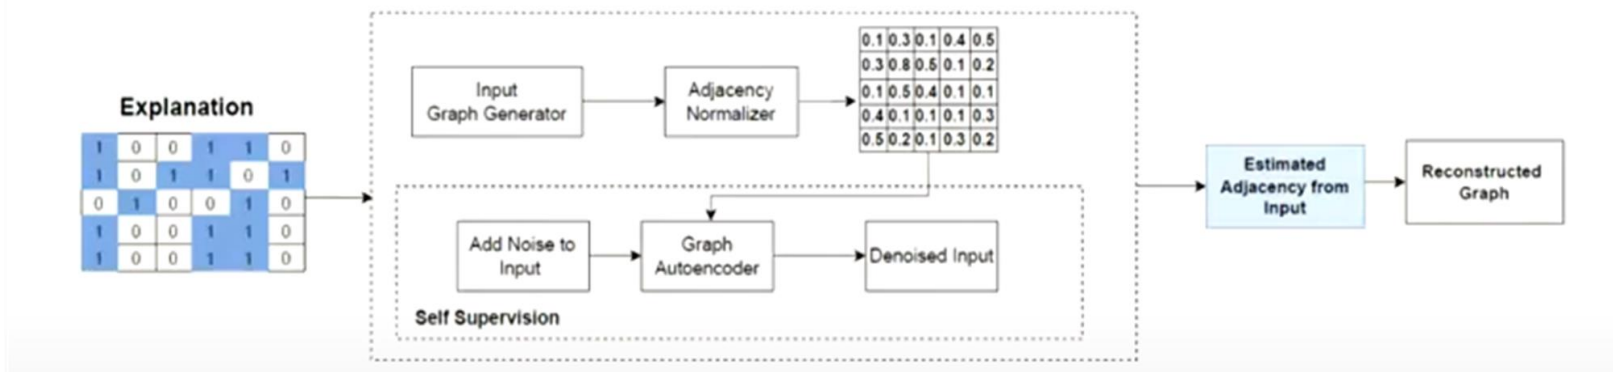 Explanation
1 0 0 1 1 0
1 0 1 1 0 1
0 1 0 0 1 0
1 0 0 1 1 0
1 0 0 1 1 0
Input
Graph Generator
Adjacency
Normalizer
0.1 0.3 0.1 0.4 0.5
0.3 0.8 0.5 0.1 0.2
0.1 0.5 0.4 0.1 0.1
0.4 0.1 0.1 0.1 0.3
0.5 0.2 0.1 0.3 0.2
Add Noise to
Input
Graph
Autoencoder
Denoised Input
Self Supervision
Estimated
Adjacency from
Input
Reconstructed
Graph